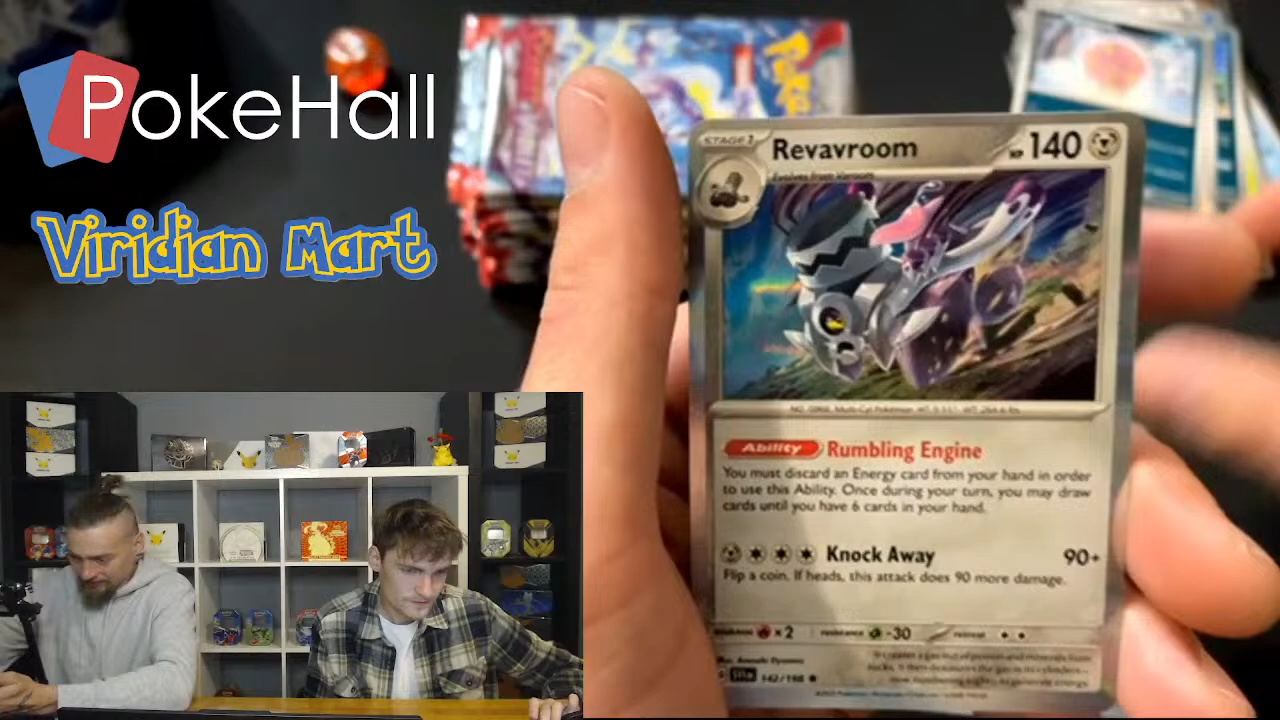 PokeHall
Viridian Mart
STAGE 1
Revavroom
HP 140
Evolves from Varoom
Ability Rumbling Engine
You must discard an Energy card from your hand in order
to use this Ability. Once during your turn, you may draw
cards until you have 6 cards in your hand.
Knock Away 90+
Flip a coin. If heads, this attack does 90 more damage.
weakness ×2 resistance -30 retreat
142/198